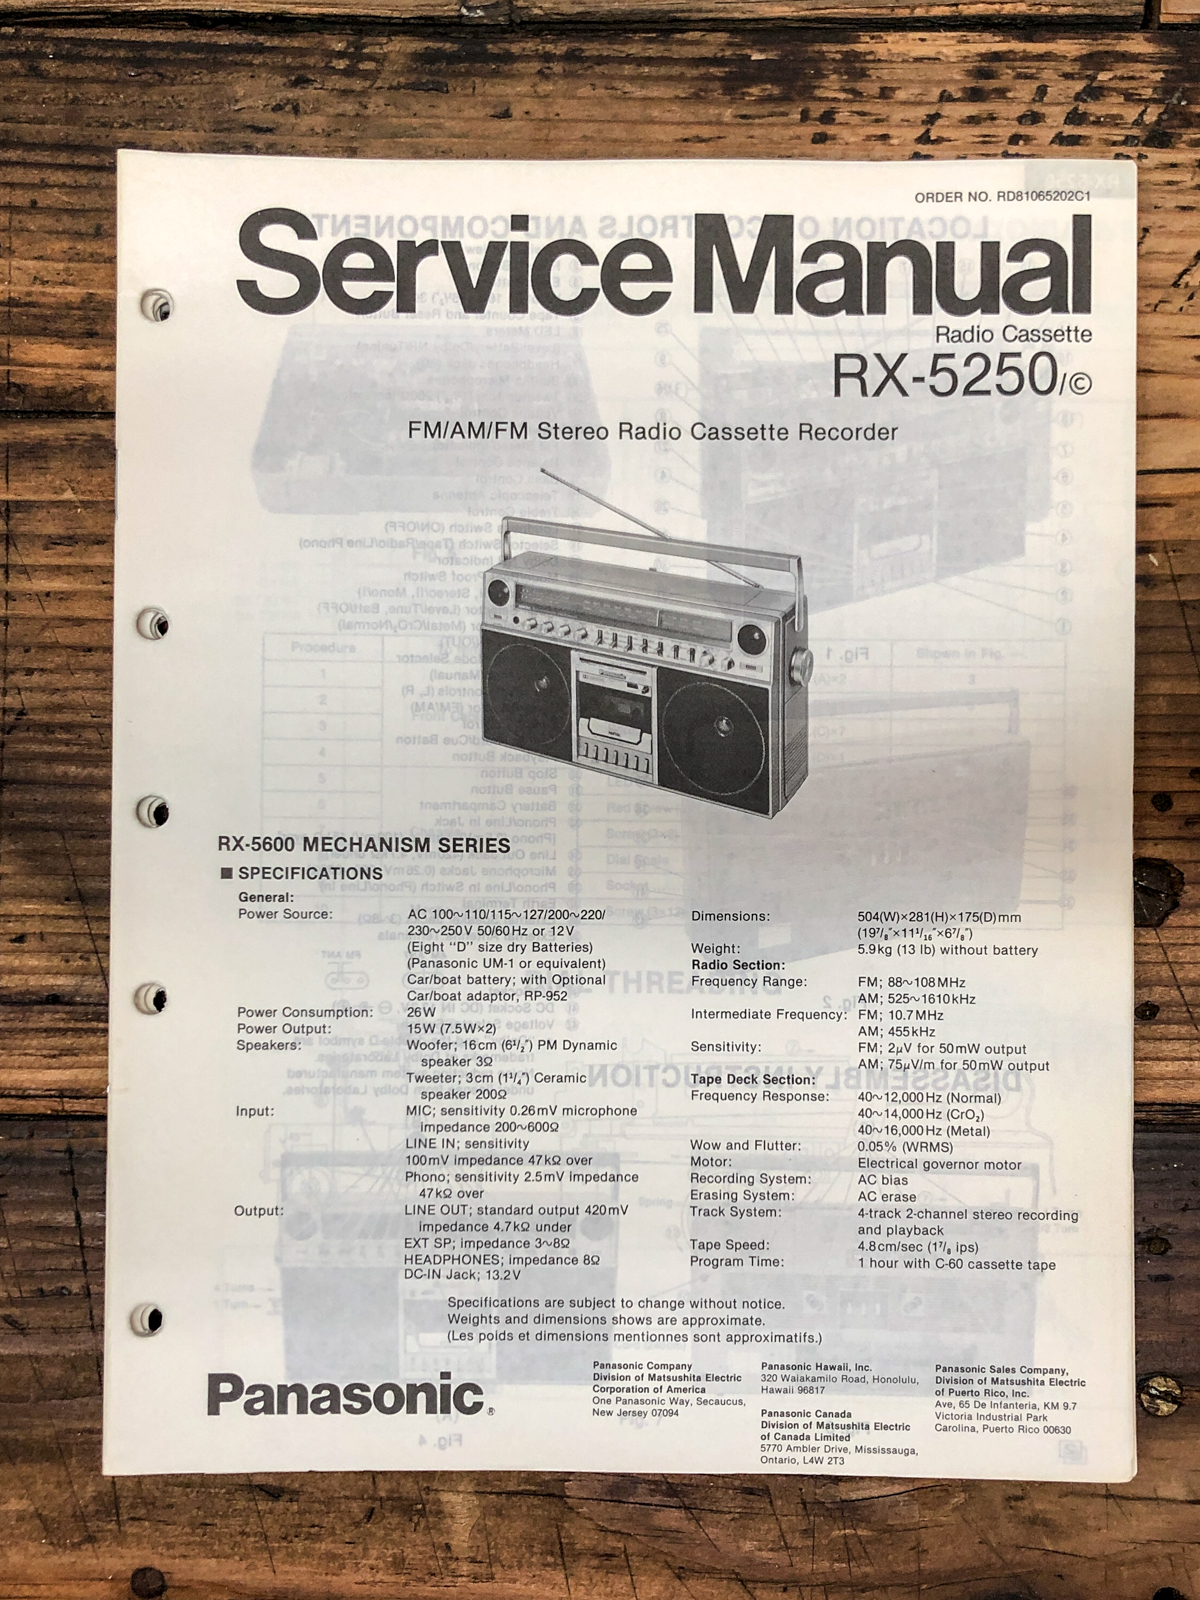 ORDER NO. RD81065202C1
Service Manual
Radio Cassette
RX-5250/©
FM/AM/FM Stereo Radio Cassette Recorder
RX-5600 MECHANISM SERIES
■ SPECIFICATIONS
General:
Power Source: AC 100~110/115~127/200~220/
230~250V 50/60Hz or 12V
(Eight "D" size dry Batteries)
(Panasonic UM-1 or equivalent)
Car/boat battery; with Optional
Car/boat adaptor, RP-952
Power Consumption: 26W
Power Output: 15W (7.5W×2)
Speakers: Woofer; 16cm (6¹/₂″) PM Dynamic
speaker 3Ω
Tweeter; 3cm (1¹/₄″) Ceramic
speaker 200Ω
Input: MIC; sensitivity 0.26mV microphone
impedance 200~600Ω
LINE IN; sensitivity
100mV impedance 47kΩ over
Phono; sensitivity 2.5mV impedance
47kΩ over
Output: LINE OUT; standard output 420mV
impedance 4.7kΩ under
EXT SP; impedance 3~8Ω
HEADPHONES; impedance 8Ω
DC-IN Jack; 13.2V
Dimensions: 504(W)×281(H)×175(D)mm
(19⁷/₈″×11¹/₁₆″×6⁷/₈″)
Weight: 5.9kg (13 lb) without battery
Radio Section:
Frequency Range: FM; 88~108MHz
AM; 525~1610kHz
Intermediate Frequency: FM; 10.7MHz
AM; 455kHz
Sensitivity: FM; 2μV for 50mW output
AM; 75μV/m for 50mW output
Tape Deck Section:
Frequency Response: 40~12,000Hz (Normal)
40~14,000Hz (CrO₂)
40~16,000Hz (Metal)
Wow and Flutter: 0.05% (WRMS)
Motor: Electrical governor motor
Recording System: AC bias
Erasing System: AC erase
Track System: 4-track 2-channel stereo recording
and playback
Tape Speed: 4.8cm/sec (1⁷/₈ ips)
Program Time: 1 hour with C-60 cassette tape
Specifications are subject to change without notice.
Weights and dimensions shows are approximate.
(Les poids et dimensions mentionnes sont approximatifs.)
Panasonic®
Panasonic Company
Division of Matsushita Electric
Corporation of America
One Panasonic Way, Secaucus,
New Jersey 07094
Panasonic Hawaii, Inc.
320 Waiakamilo Road, Honolulu,
Hawaii 96817
Panasonic Canada
Division of Matsushita Electric
of Canada Limited
5770 Ambler Drive, Mississauga,
Ontario, L4W 2T3
Panasonic Sales Company,
Division of Matsushita Electric
of Puerto Rico, Inc.
Ave, 65 De Infanteria, KM 9.7
Victoria Industrial Park
Carolina, Puerto Rico 00630